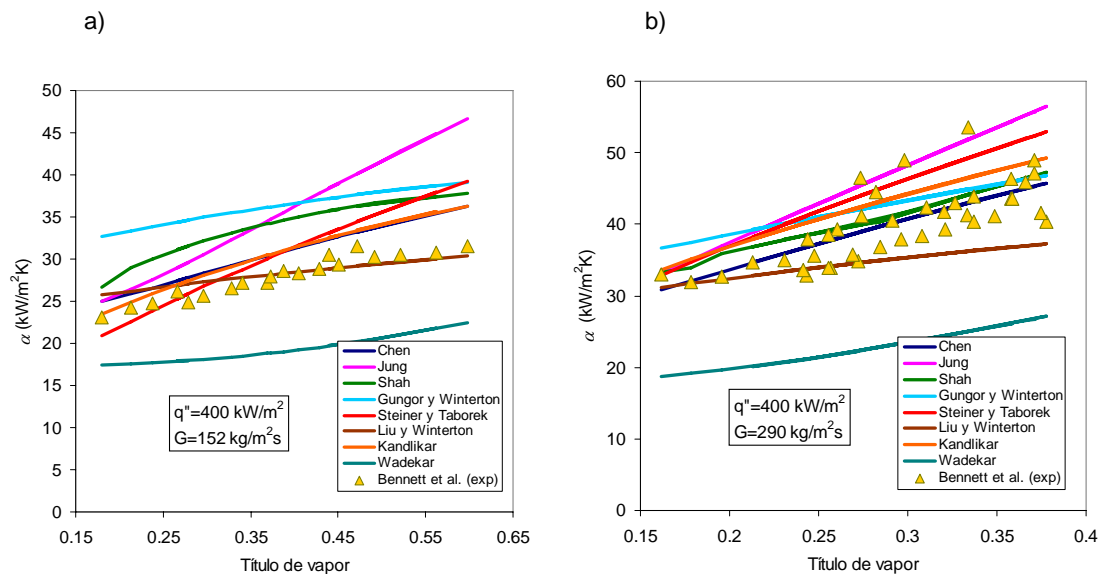 a)
b)
50
45
40
35
30
25
20
15
10
5
0
α (kW/m²K)
0.15
0.25
0.35
0.45
0.55
0.65
Título de vapor
q"=400 kW/m²
G=152 kg/m²s
Chen
Jung
Shah
Gungor y Winterton
Steiner y Taborek
Liu y Winterton
Kandlikar
Wadekar
Bennett et al. (exp)
60
50
40
30
20
10
0
α (kW/m²K)
0.15
0.2
0.25
0.3
0.35
0.4
Título de vapor
q"=400 kW/m²
G=290 kg/m²s
Chen
Jung
Shah
Gungor y Winterton
Steiner y Taborek
Liu y Winterton
Kandlikar
Wadekar
Bennett et al. (exp)